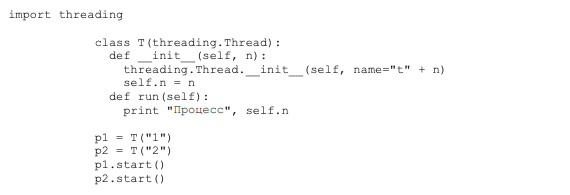 import threading
class T(threading.Thread):
def __init__(self, n):
threading.Thread.__init__(self, name="t" + n)
self.n = n
def run(self):
print "Процесс", self.n
p1 = T("1")
p2 = T("2")
p1.start()
p2.start()